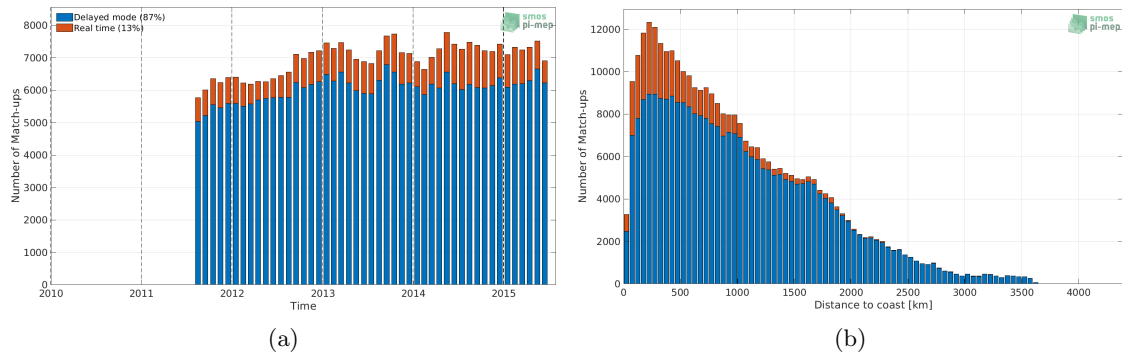 Delayed mode (87%)
Real time (13%)
smos
pi-mep
8000
7000
6000
5000
4000
3000
2000
1000
0
Number of Match-ups
2010
2011
2012
2013
2014
2015
Time
(a)
smos
pi-mep
12000
10000
8000
6000
4000
2000
0
Number of Match-ups
0
500
1000
1500
2000
2500
3000
3500
4000
Distance to coast [km]
(b)